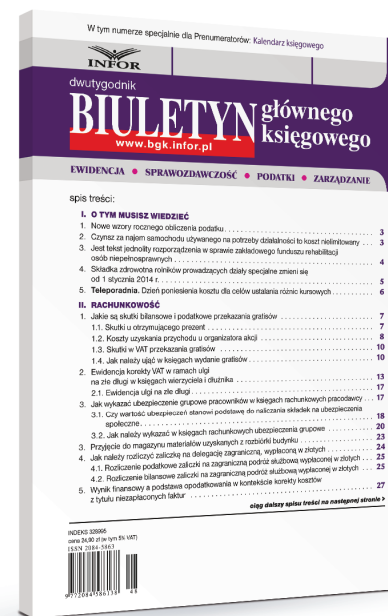 W tym numerze specjalnie dla Prenumeratorów: Kalendarz księgowego
INFOR
dwutygodnik
BIULETYN głównego księgowego
www.bgk.infor.pl
EWIDENCJA • SPRAWOZDAWCZOŚĆ • PODATKI • ZARZĄDZANIE
spis treści:
I. O TYM MUSISZ WIEDZIEĆ
1. Nowe wzory rocznego obliczenia podatku 3
2. Czynsz za najem samochodu używanego na potrzeby działalności to koszt nielimitowany 3
3. Jest tekst jednolity rozporządzenia w sprawie zakładowego funduszu rehabilitacji
osób niepełnosprawnych 4
4. Składka zdrowotna rolników prowadzących działy specjalne zmieni się
od 1 stycznia 2014 r. 5
5. Teleporadnia. Dzień poniesienia kosztu dla celów ustalania różnic kursowych 6
II. RACHUNKOWOŚĆ
1. Jakie są skutki bilansowe i podatkowe przekazania gratisów 7
1.1. Skutki u otrzymującego prezent 7
1.2. Koszty uzyskania przychodu u organizatora akcji 8
1.3. Skutki w VAT przekazania gratisów 10
1.4. Jak należy ująć w księgach wydanie gratisów 10
2. Ewidencja korekty VAT w ramach ulgi
na złe długi w księgach wierzyciela i dłużnika 13
2.1. Ewidencja ulgi na złe długi 17
3. Jak wykazać ubezpieczenie grupowe pracowników w księgach rachunkowych pracodawcy 17
3.1. Czy wartość ubezpieczeń stanowi podstawę do naliczania składek na ubezpieczenia
społeczne 18
3.2. Jak należy wykazać w księgach rachunkowych ubezpieczenia grupowe 20
3. Przyjęcie do magazynu materiałów uzyskanych z rozbiórki budynku 23
4. Jak należy rozliczyć zaliczkę na delegację zagraniczną, wypłaconą w złotych 24
4.1. Rozliczenie podatkowe zaliczki na zagraniczną podróż służbową wypłaconej w złotych 25
4.2. Rozliczenie bilansowe zaliczki na zagraniczną podróż służbową wypłaconej w złotych 25
5. Wynik finansowy a podstawa opodatkowania w kontekście korekty kosztów
z tytułu niezapłaconych faktur 27
ciąg dalszy spisu treści na następnej stronie >
INDEKS 328995
cena 24,90 zł (w tym 5% VAT)
ISSN 2084-5863
9 772084 586138 48